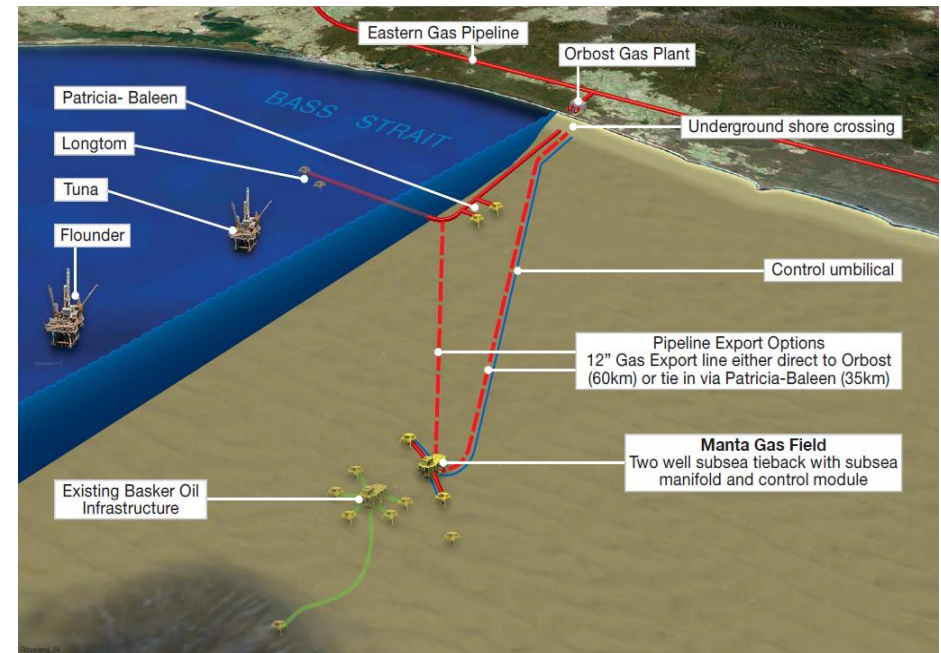 Eastern Gas Pipeline
Orbost Gas Plant
Patricia- Baleen
BASS STRAIT
Underground shore crossing
Longtom
Tuna
Flounder
Control umbilical
Pipeline Export Options
12” Gas Export line either direct to Orbost
(60km) or tie in via Patricia-Baleen (35km)
Manta Gas Field
Two well subsea tieback with subsea
manifold and control module
Existing Basker Oil
Infrastructure